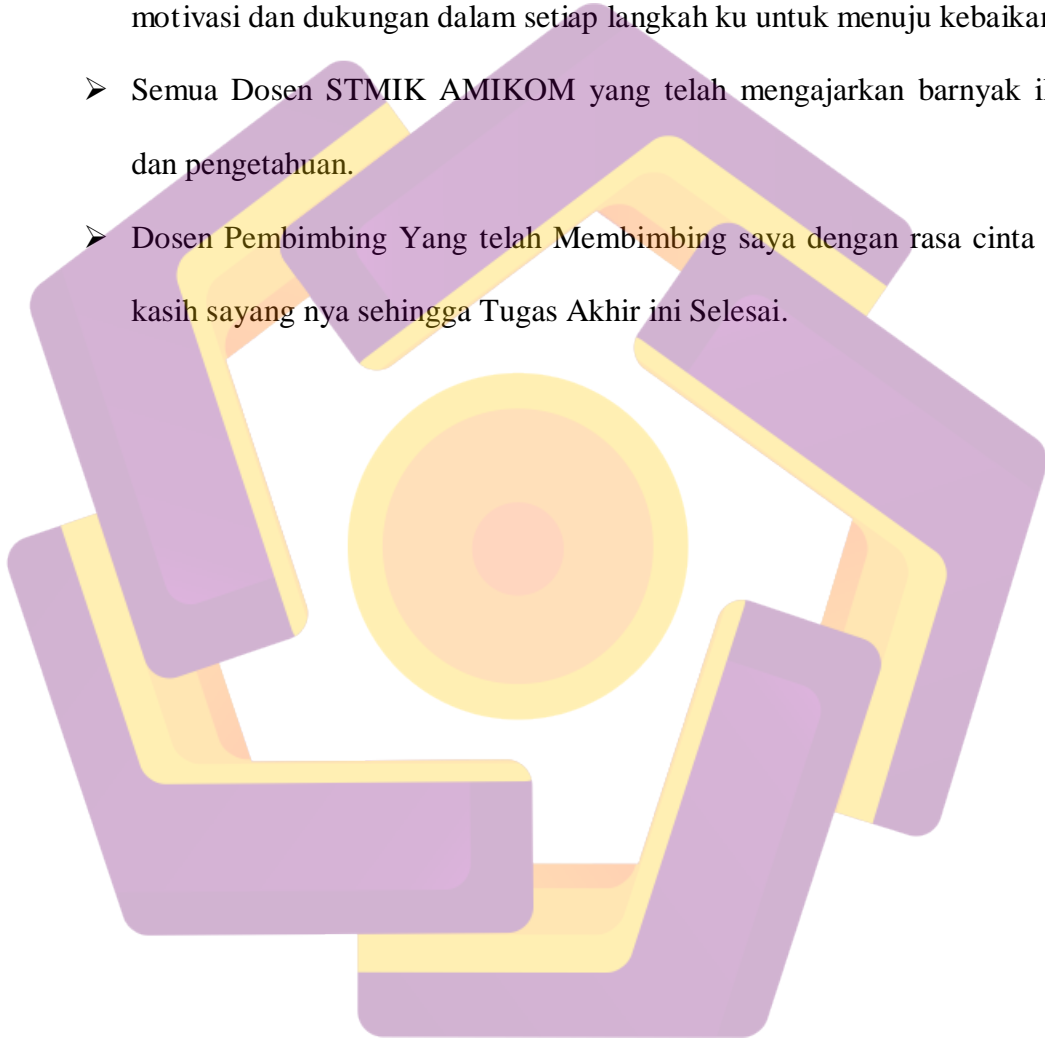 motivasi dan dukungan dalam setiap langkah ku untuk menuju kebaikan
➢ Semua Dosen STMIK AMIKOM yang telah mengajarkan barnyak
dan pengetahuan.
➢ Dosen Pembimbing Yang telah Membimbing saya dengan rasa cinta
kasih sayang nya sehingga Tugas Akhir ini Selesai.